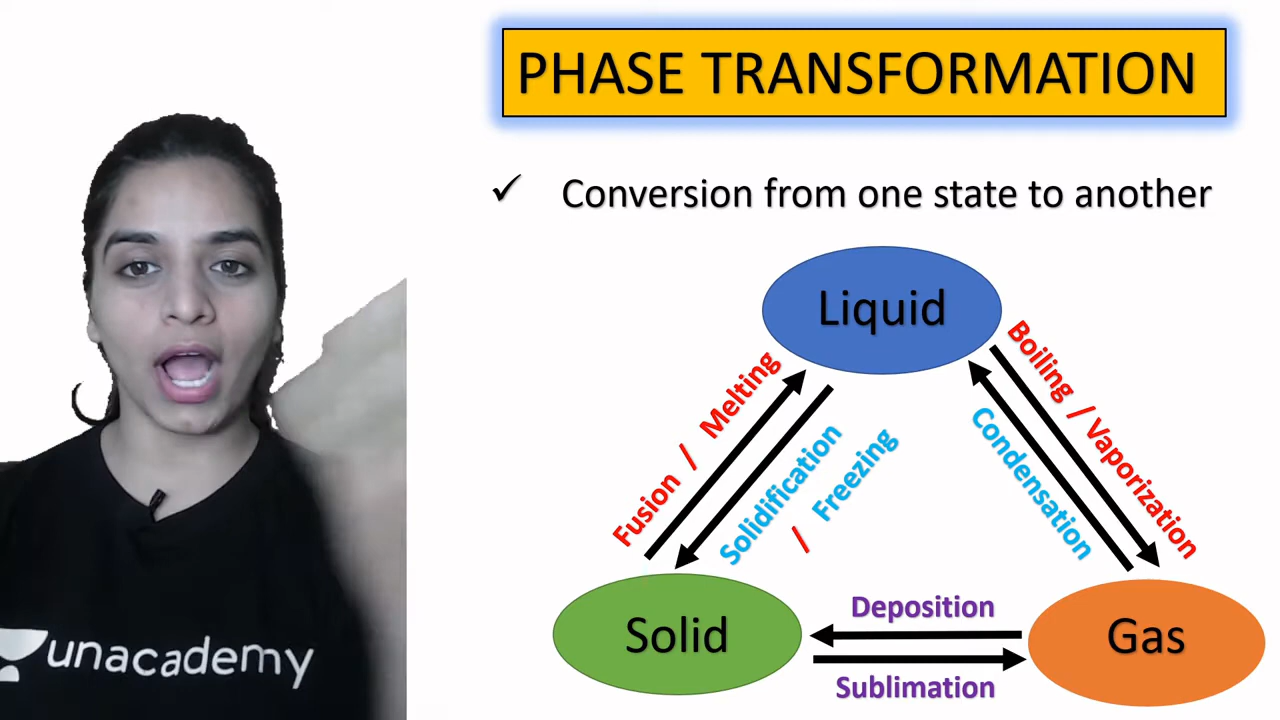 PHASE TRANSFORMATION
✓ Conversion from one state to another
Liquid
Fusion / Melting
Solidification
/ Freezing
Condensation
Boiling / Vaporization
Deposition
Solid
Gas
Sublimation
unacademy